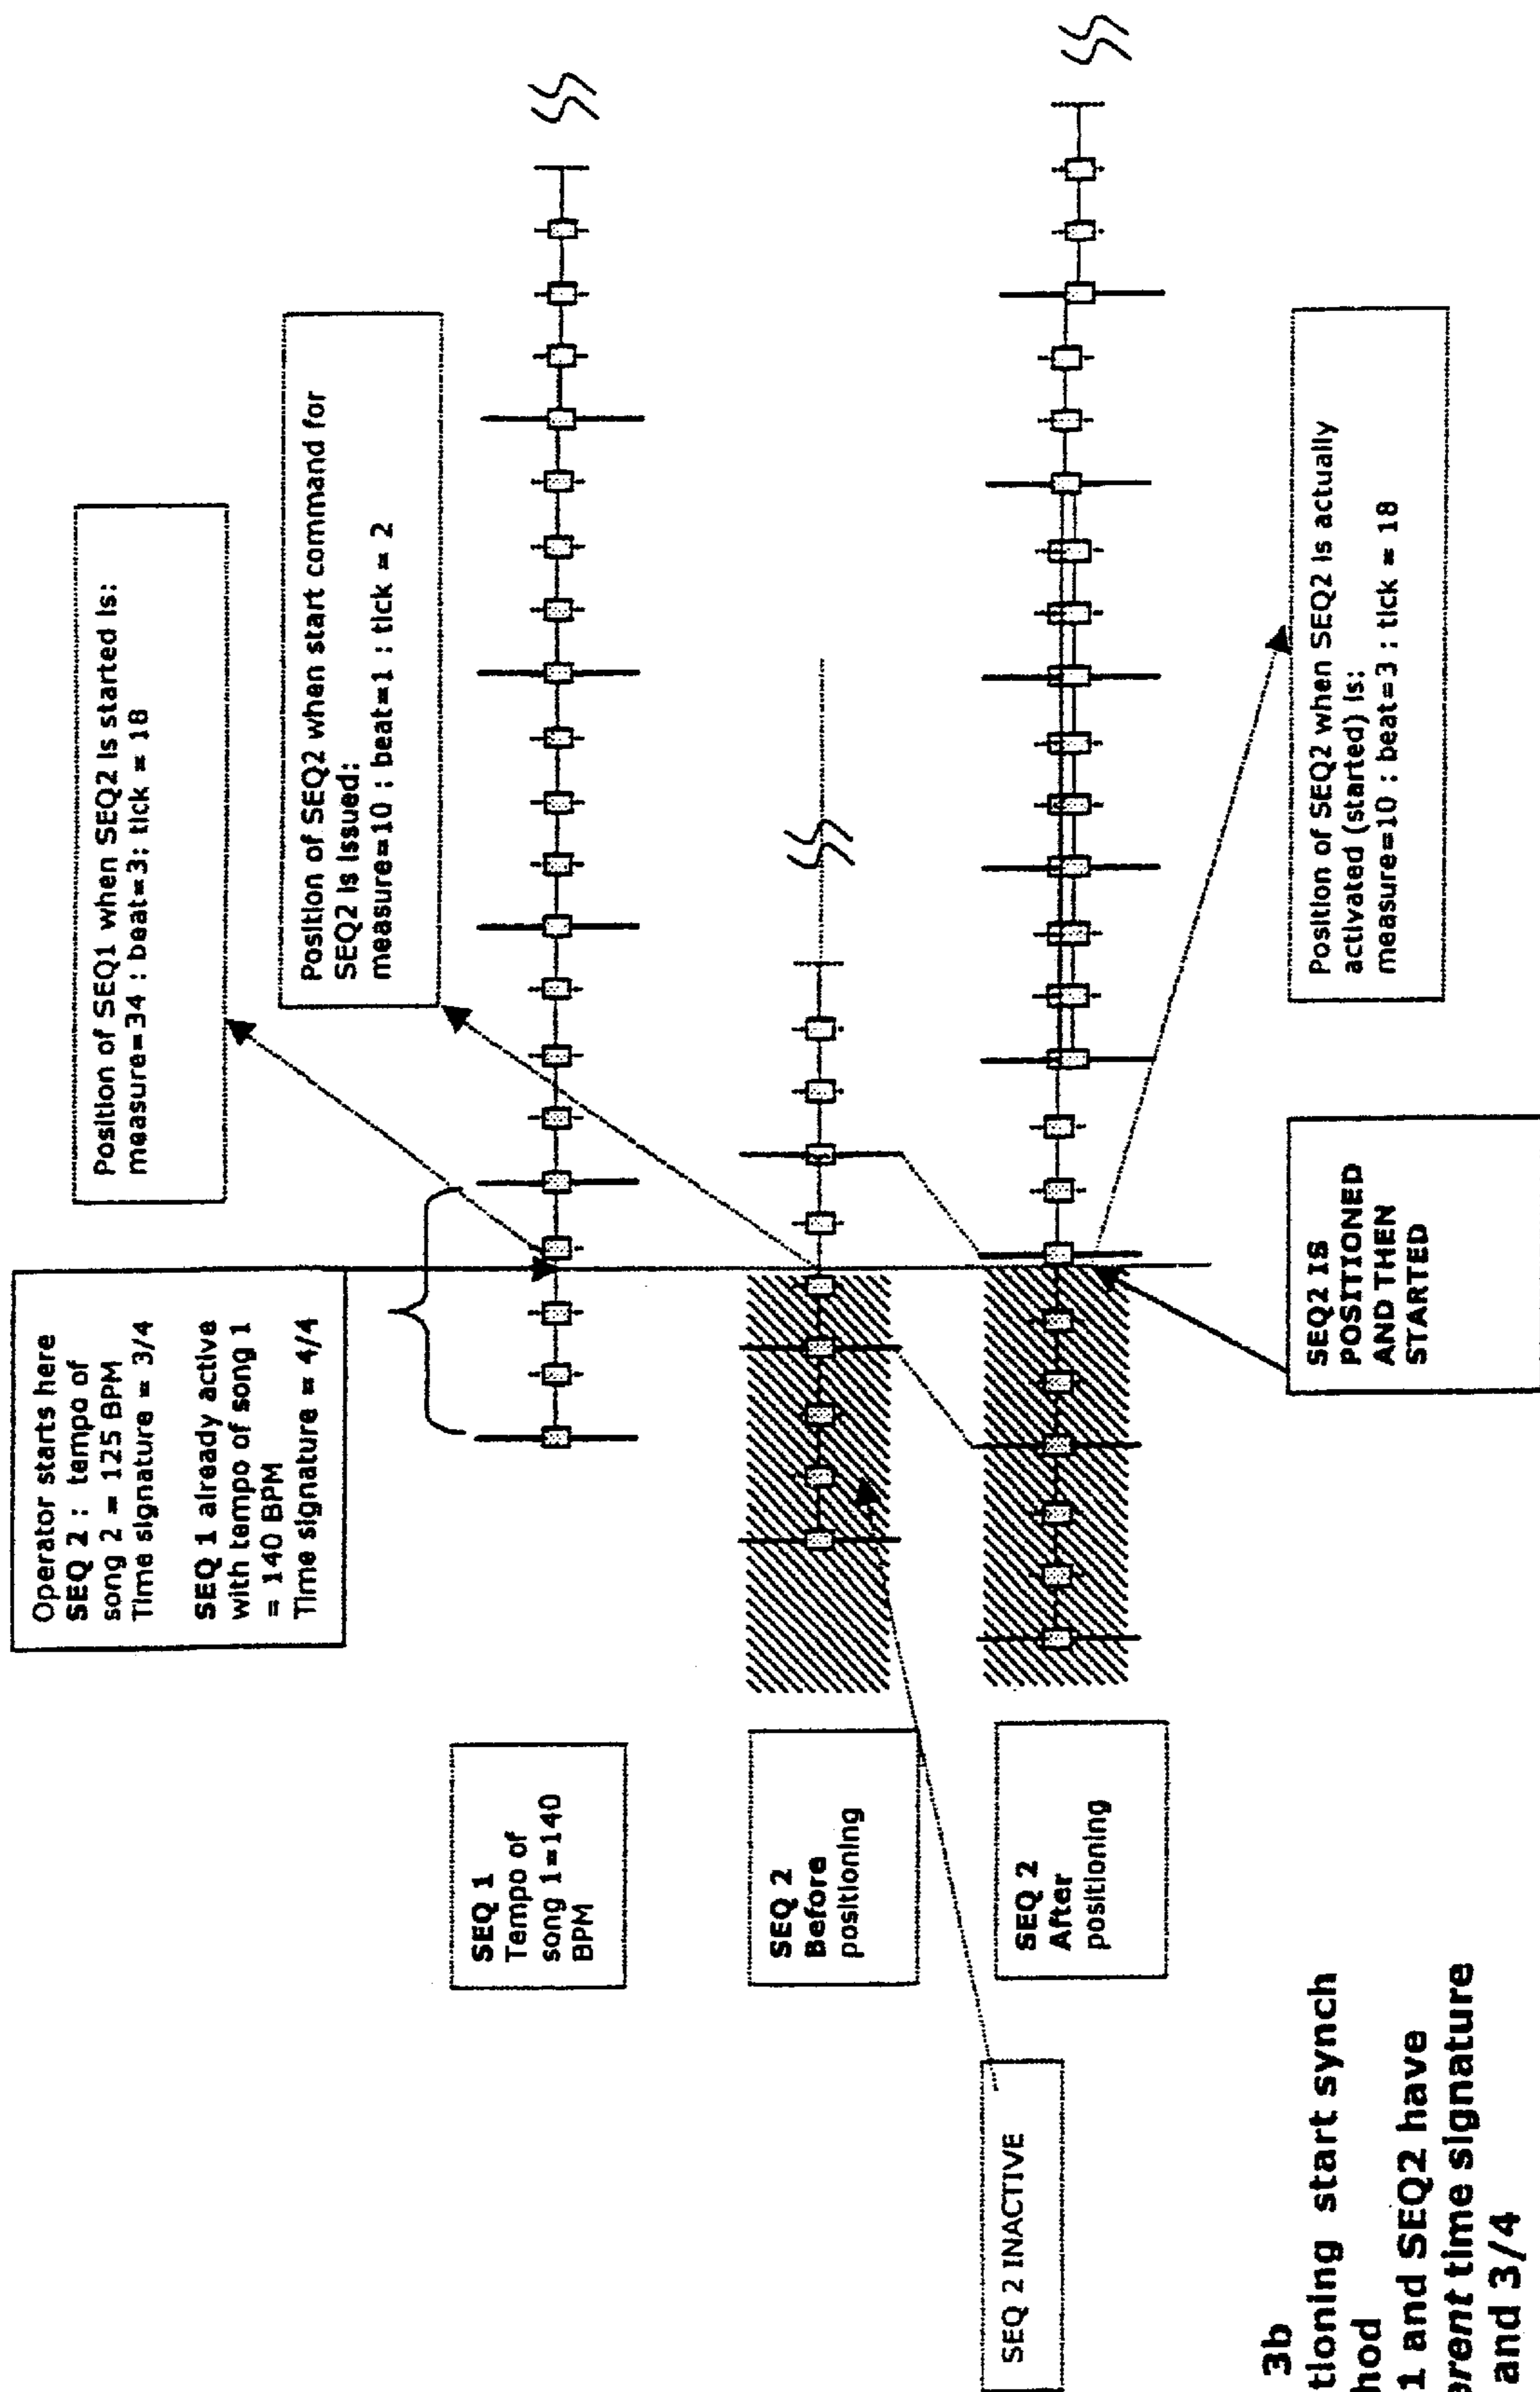 Operator starts here
SEQ 2 : tempo of
song 2 = 125 BPM
Time signature = 3/4
SEQ 1 already active
with tempo of song 1
= 140 BPM
Time signature = 4/4
Position of SEQ1 when SEQ2 is started is:
measure=34 : beat=3; tick = 18
Position of SEQ2 when start command for
SEQ2 is issued:
measure=10 : beat=1 : tick = 2
SEQ 1
Tempo of
song 1=140
BPM
SEQ 2
Before
positioning
SEQ 2
After
positioning
SEQ 2 INACTIVE
SEQ2 IS
POSITIONED
AND THEN
STARTED
Position of SEQ2 when SEQ2 is actually
activated (started) is:
measure=10 : beat=3 : tick = 18
3b
start synch
1 and SEQ2 have
time signature
and 3/4